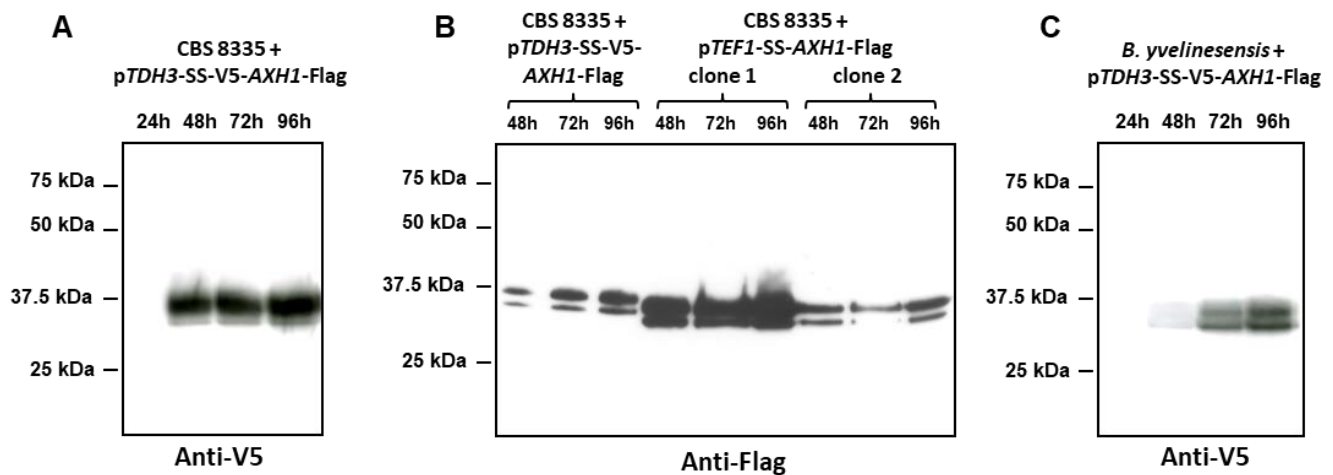 A
CBS 8335 +
pTDH3-SS-V5-AXH1-Flag
24h 48h 72h 96h
75 kDa
50 kDa
37.5 kDa
25 kDa
Anti-V5
B
CBS 8335 +
pTDH3-SS-V5-
AXH1-Flag
CBS 8335 +
pTEF1-SS-AXH1-Flag
clone 1 clone 2
48h 72h 96h 48h 72h 96h 48h 72h 96h
75 kDa
50 kDa
37.5 kDa
25 kDa
Anti-Flag
C
B. yvelinesensis +
pTDH3-SS-V5-AXH1-Flag
24h 48h 72h 96h
75 kDa
50 kDa
37.5 kDa
25 kDa
Anti-V5